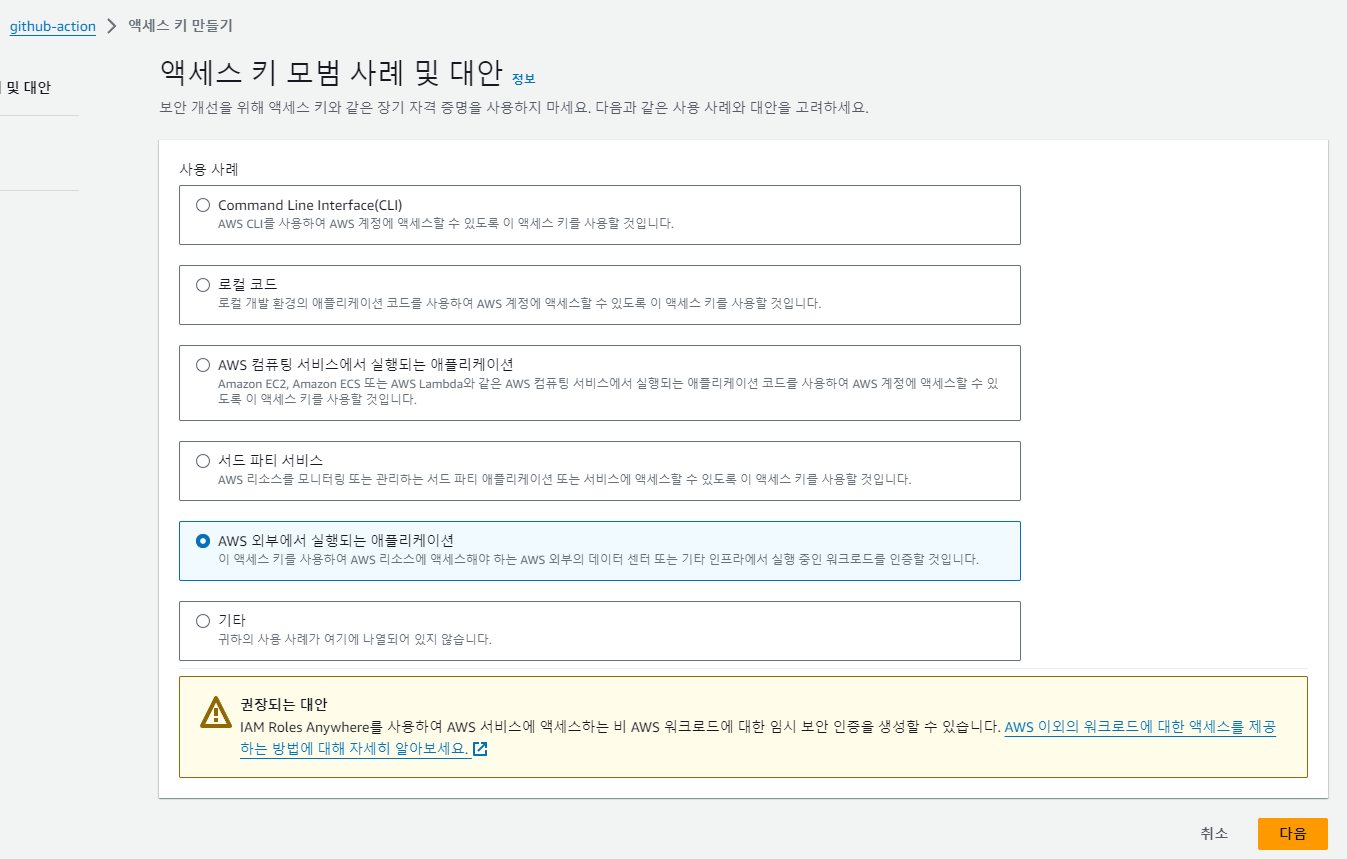 github-action > 액세스 키 만들기
및 대안
액세스 키 모범 사례 및 대안 정보
보안 개선을 위해 액세스 키와 같은 장기 자격 증명을 사용하지 마세요. 다음과 같은 사용 사례와 대안을 고려하세요.
사용 사례
Command Line Interface(CLI)
AWS CLI를 사용하여 AWS 계정에 액세스할 수 있도록 이 액세스 키를 사용할 것입니다.
로컬 코드
로컬 개발 환경의 애플리케이션 코드를 사용하여 AWS 계정에 액세스할 수 있도록 이 액세스 키를 사용할 것입니다.
AWS 컴퓨팅 서비스에서 실행되는 애플리케이션
Amazon EC2, Amazon ECS 또는 AWS Lambda와 같은 AWS 컴퓨팅 서비스에서 실행되는 애플리케이션 코드를 사용하여 AWS 계정에 액세스할 수 있
도록 이 액세스 키를 사용할 것입니다.
서드 파티 서비스
AWS 리소스를 모니터링 또는 관리하는 서드 파티 애플리케이션 또는 서비스에 액세스할 수 있도록 이 액세스 키를 사용할 것입니다.
AWS 외부에서 실행되는 애플리케이션
이 액세스 키를 사용하여 AWS 리소스에 액세스해야 하는 AWS 외부의 데이터 센터 또는 기타 인프라에서 실행 중인 워크로드를 인증할 것입니다.
기타
귀하의 사용 사례가 여기에 나열되어 있지 않습니다.
권장되는 대안
IAM Roles Anywhere를 사용하여 AWS 서비스에 액세스하는 비 AWS 워크로드에 대한 임시 보안 인증을 생성할 수 있습니다. AWS 이외의 워크로드에 대한 액세스를 제공
하는 방법에 대해 자세히 알아보세요.
취소
다음